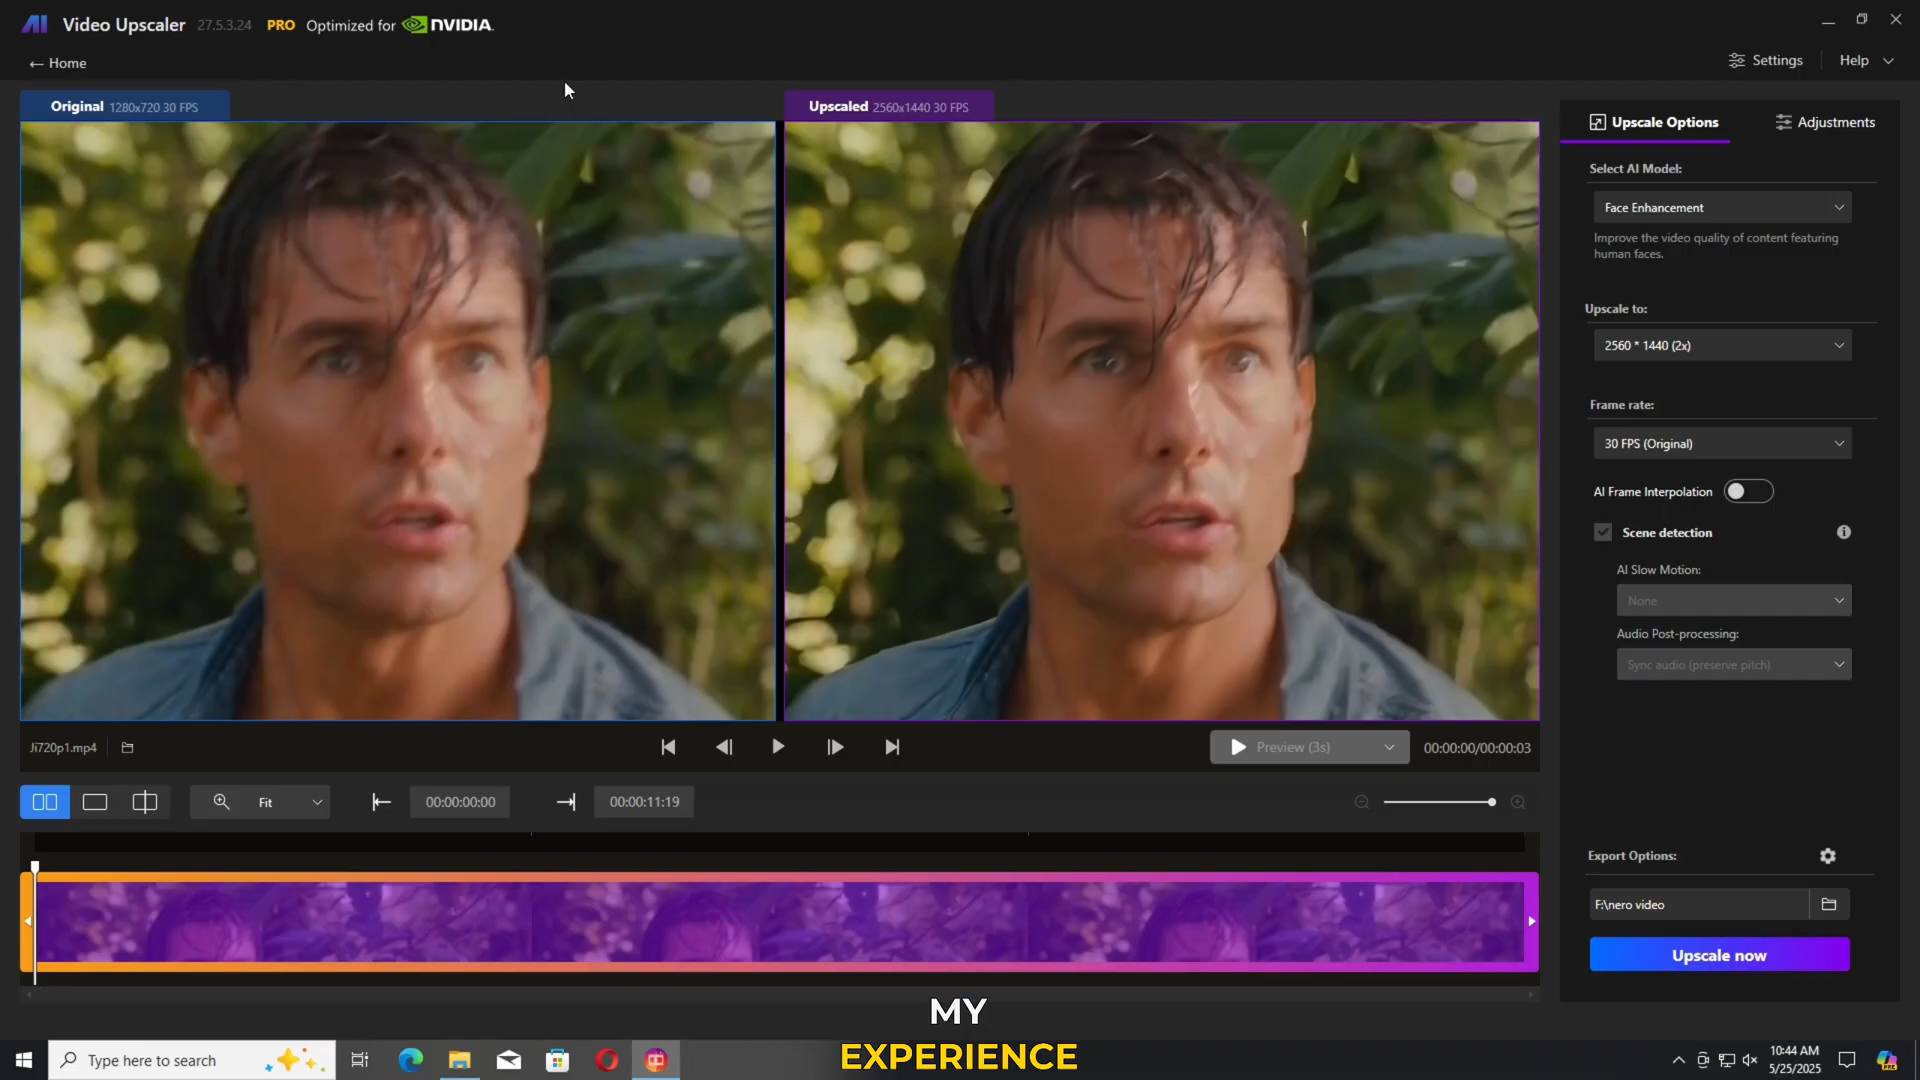 AI Video Upscaler 27.5.3.24 PRO Optimized for NVIDIA.
← Home
Settings
Help
Original 1280x720 30 FPS
Upscaled 2560x1440 30 FPS
Upscale Options
Adjustments
Select AI Model:
Face Enhancement
Improve the video quality of content featuring
human faces.
Upscale to:
2560 * 1440 (2x)
Frame rate:
30 FPS (Original)
AI Frame Interpolation
Scene detection
AI Slow Motion:
None
Audio Post-processing:
Sync audio (preserve pitch)
Ji720p1.mp4
Preview (3s)
00:00:00/00:00:03
Fit
00:00:00:00
00:00:11:19
Export Options:
F:\nero video
Upscale now
MY
EXPERIENCE
Type here to search
10:44 AM
5/25/2025